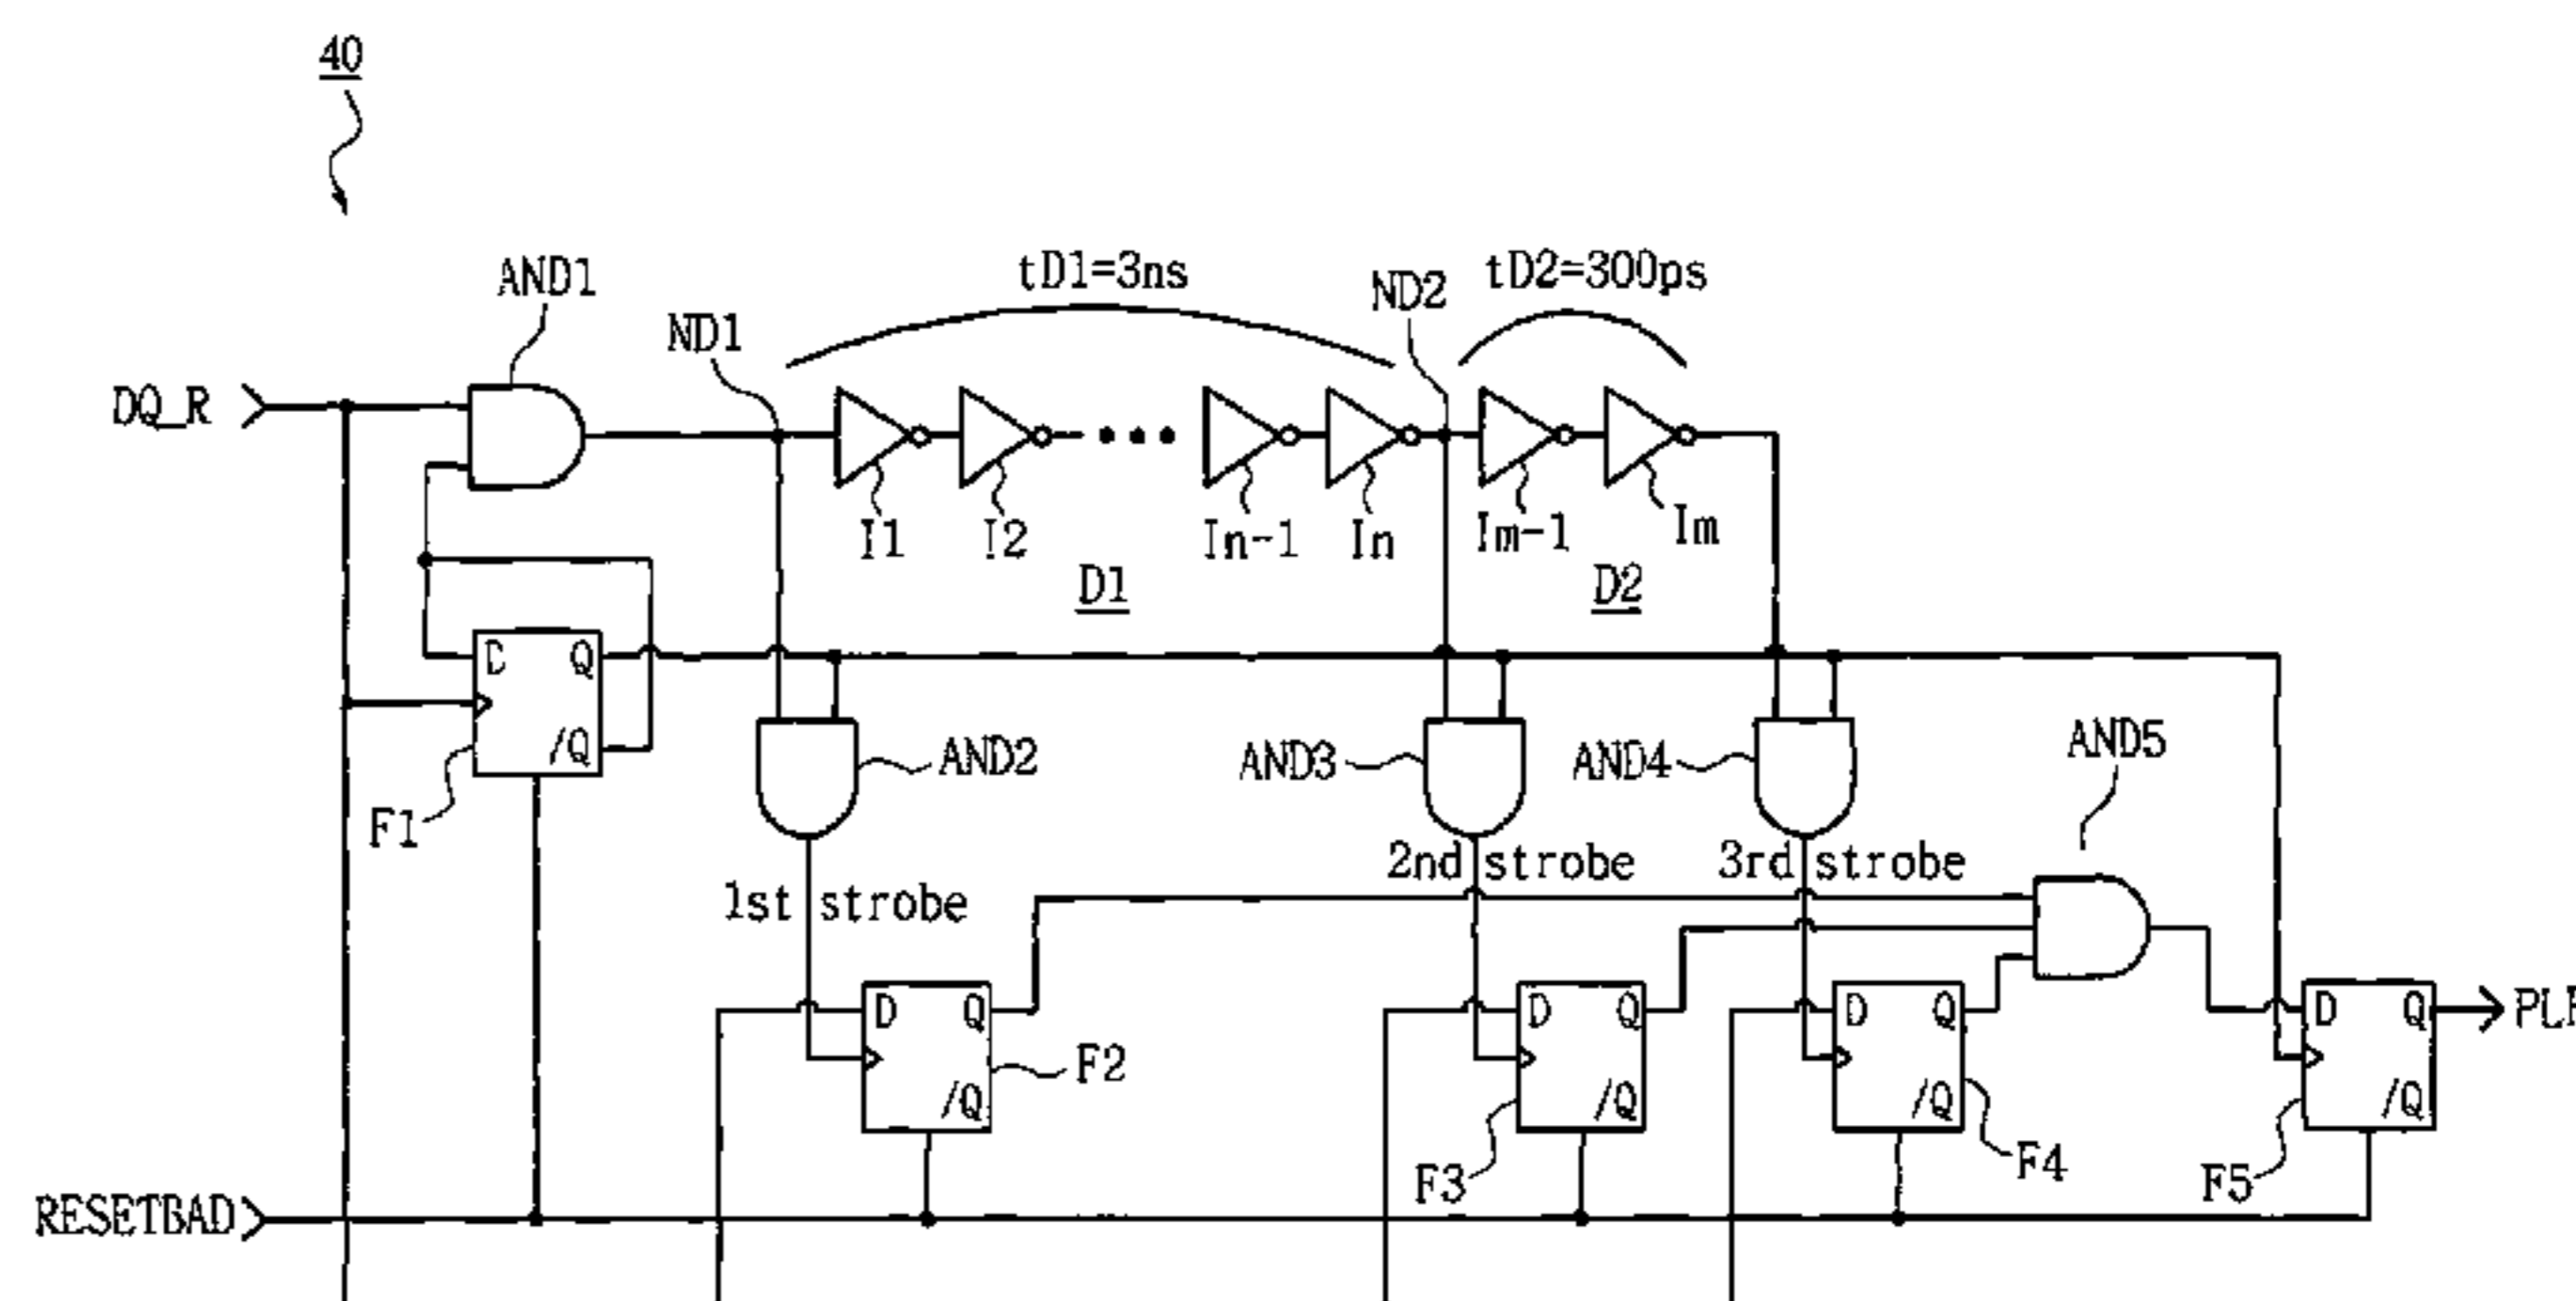 40
AND1
ND1
tD1=3ns
ND2
tD2=300ps
DQ_R
I1
I2
In-1
In
Im-1
Im
D1
D2
D Q
/Q
F1
AND2
AND3
AND4
AND5
1st strobe
2nd strobe
3rd strobe
D Q
/Q
F2
D Q
/Q
F3
D Q
/Q
F4
D Q
/Q
F5
RESETBAD